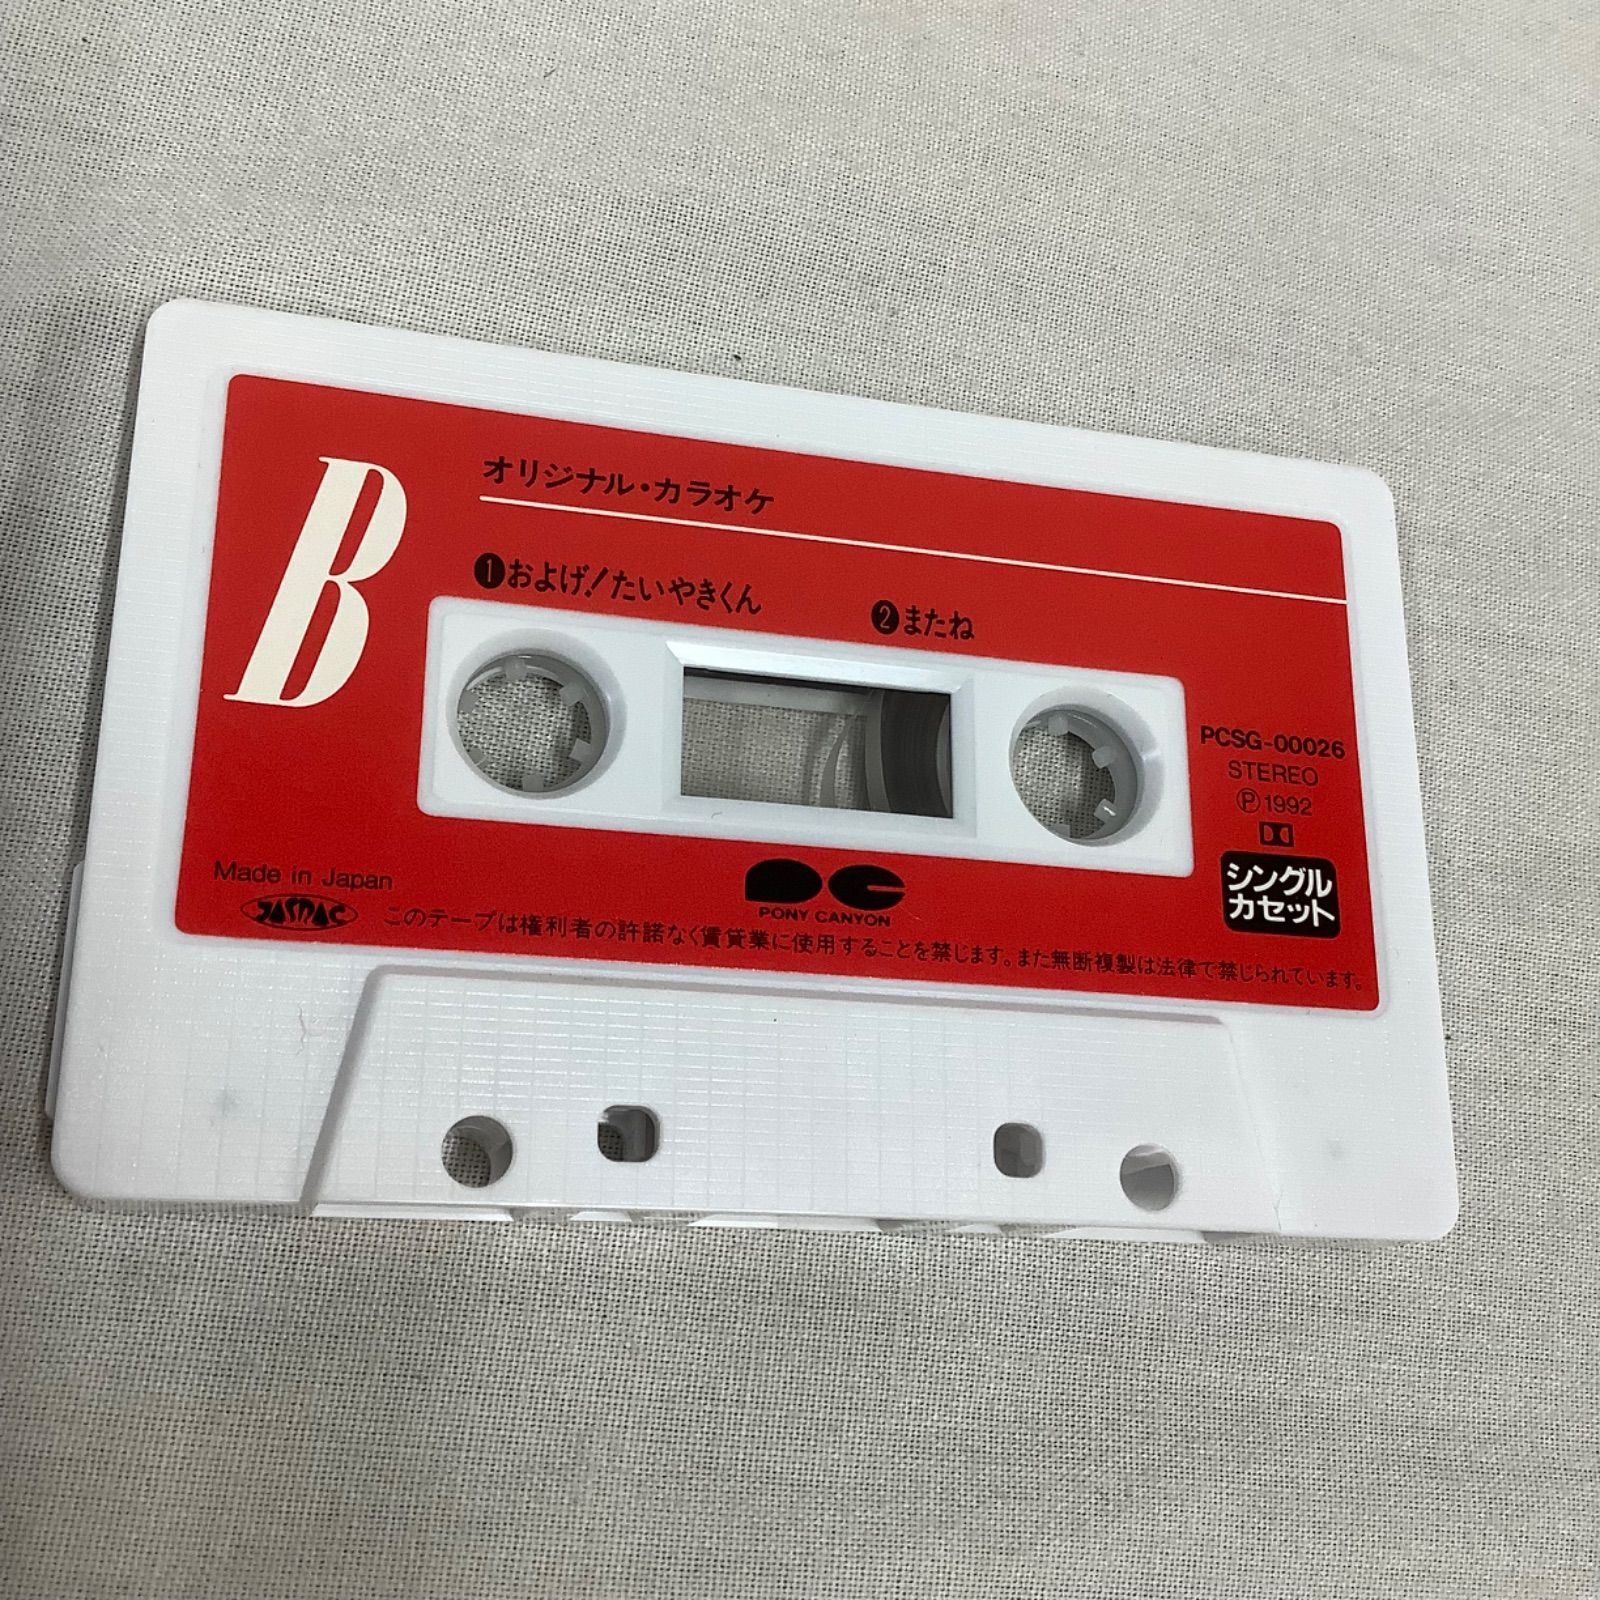 B
オリジナル・カラオケ
❶およげ!たいやきくん ❷またね
PCSG-00026
STEREO
Ⓟ1992
シングル
カセット
Made in Japan
JASRAC
PONY CANYON
このテープは権利者の許諾なく賃貸業に使用することを禁じます。また無断複製は法律で禁じられています。